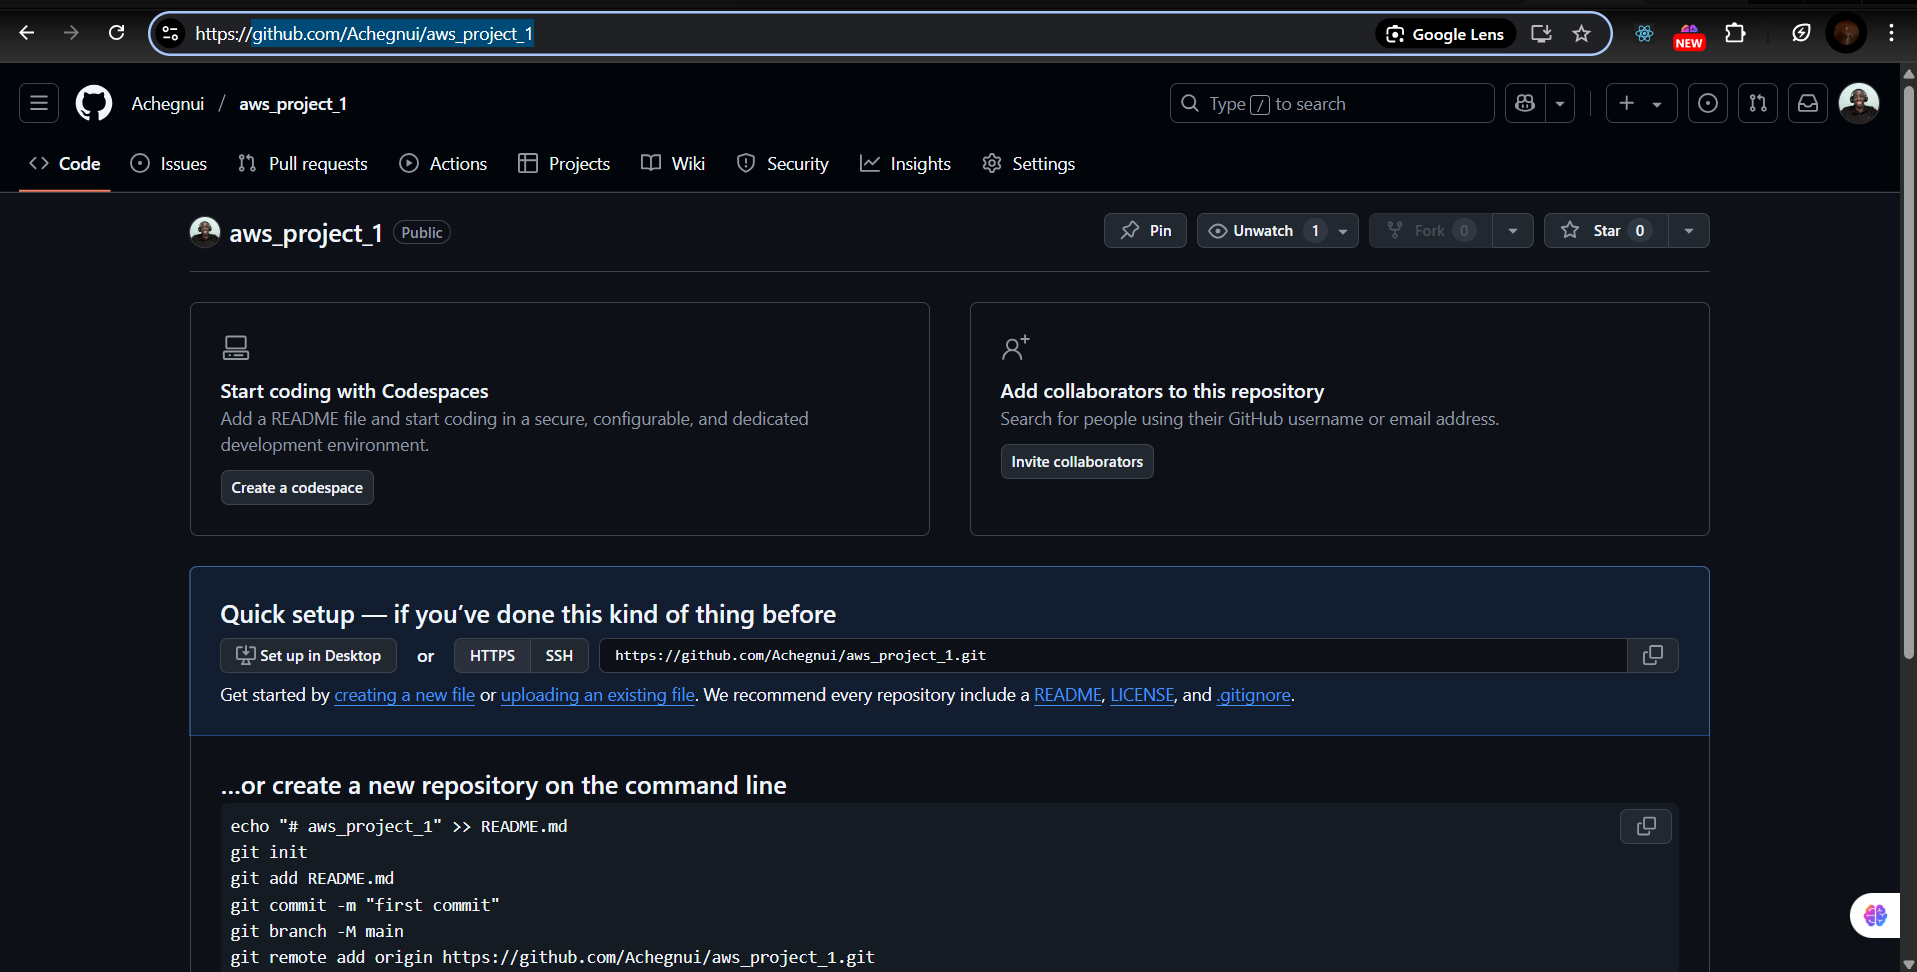 https://github.com/Achegnui/aws_project_1
Google Lens
NEW
Achegnui / aws_project_1
Type / to search
Code
Issues
Pull requests
Actions
Projects
Wiki
Security
Insights
Settings
aws_project_1
Public
Pin
Unwatch 1
Fork 0
Star 0
Start coding with Codespaces
Add a README file and start coding in a secure, configurable, and dedicated
development environment.
Create a codespace
Add collaborators to this repository
Search for people using their GitHub username or email address.
Invite collaborators
Quick setup — if you’ve done this kind of thing before
Set up in Desktop or HTTPS SSH https://github.com/Achegnui/aws_project_1.git
Get started by creating a new file or uploading an existing file. We recommend every repository include a README, LICENSE, and .gitignore.
…or create a new repository on the command line
echo "# aws_project_1" >> README.md
git init
git add README.md
git commit -m "first commit"
git branch -M main
git remote add origin https://github.com/Achegnui/aws_project_1.git